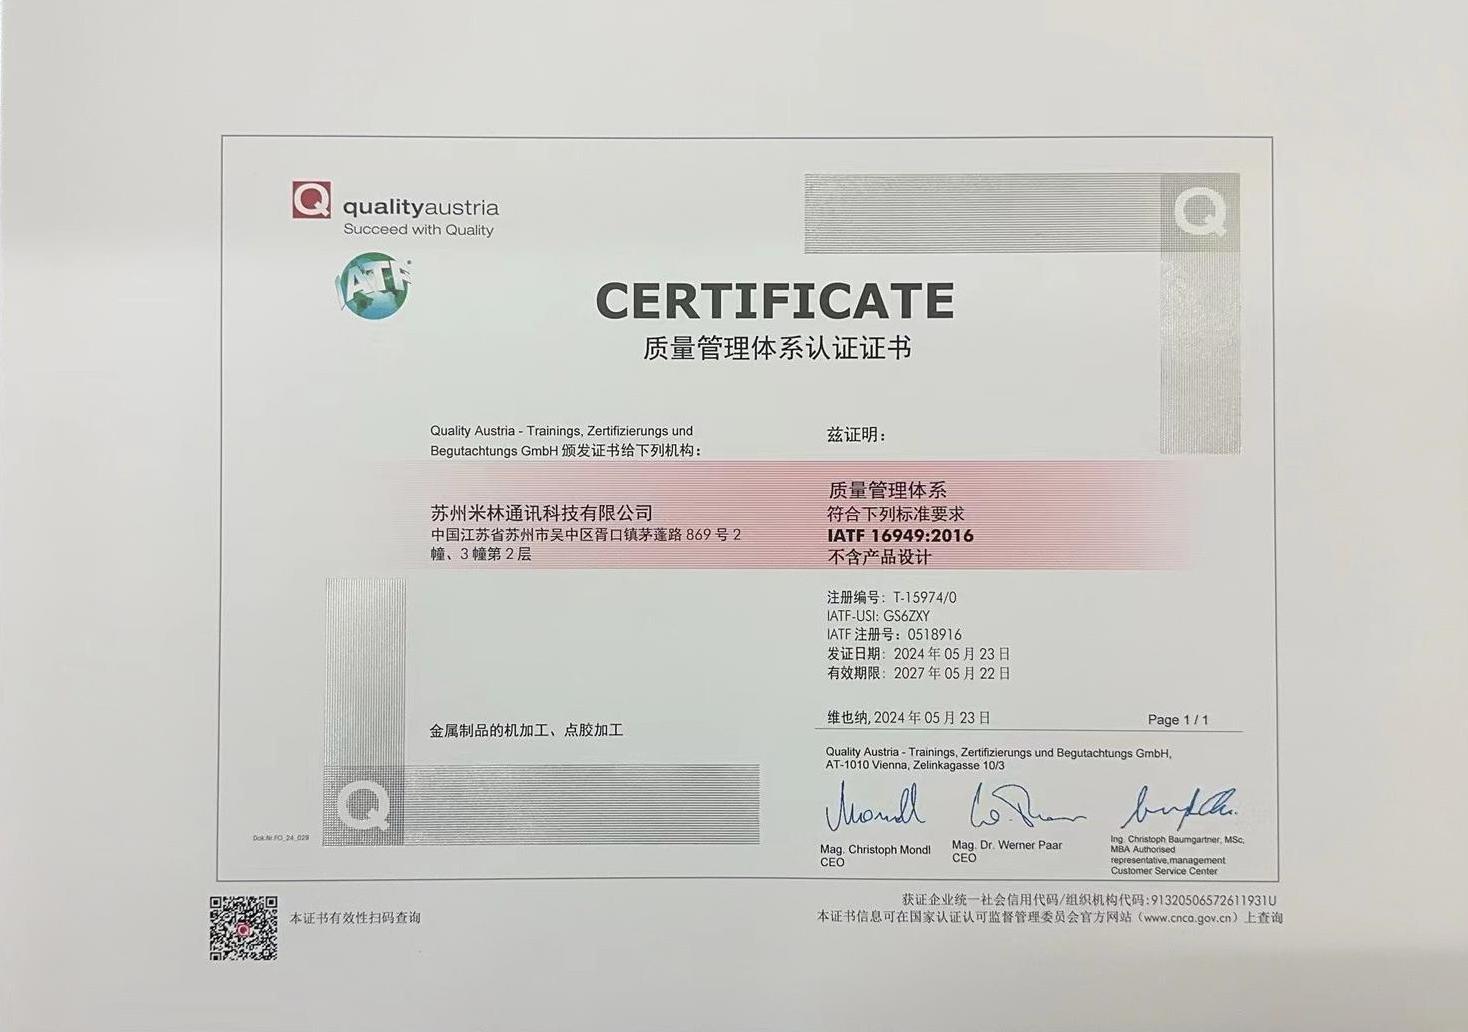 qualityaustria
Succeed with Quality
IATF
CERTIFICATE
质量管理体系认证证书
Quality Austria - Trainings, Zertifizierungs und
Begutachtungs GmbH 颁发证书给下列机构：
苏州米林通讯科技有限公司
中国江苏省苏州市吴中区胥口镇茅蓬路 869 号 2
幢、3 幢第 2 层
金属制品的机加工、点胶加工
兹证明：
质量管理体系
符合下列标准要求
IATF 16949:2016
不含产品设计
注册编号： T-15974/0
IATF-USI: GS6ZXY
IATF 注册号： 0518916
发证日期： 2024 年 05 月 23 日
有效期限： 2027 年 05 月 22 日
维也纳, 2024 年 05 月 23 日
Page 1 / 1
Quality Austria - Trainings, Zertifizierungs und Begutachtungs GmbH,
AT-1010 Vienna, Zelinkagasse 10/3
Mag. Christoph Mondl
CEO
Mag. Dr. Werner Paar
CEO
Ing. Christoph Baumgartner, MSc,
MBA Authorised
representative,management
Customer Service Center
Dok.Nr.FO_24_028
本证书有效性扫码查询
获证企业统一社会信用代码/组织机构代码:91320506572611931U
本证书信息可在国家认证认可监督管理委员会官方网站（www.cnca.gov.cn）上查询